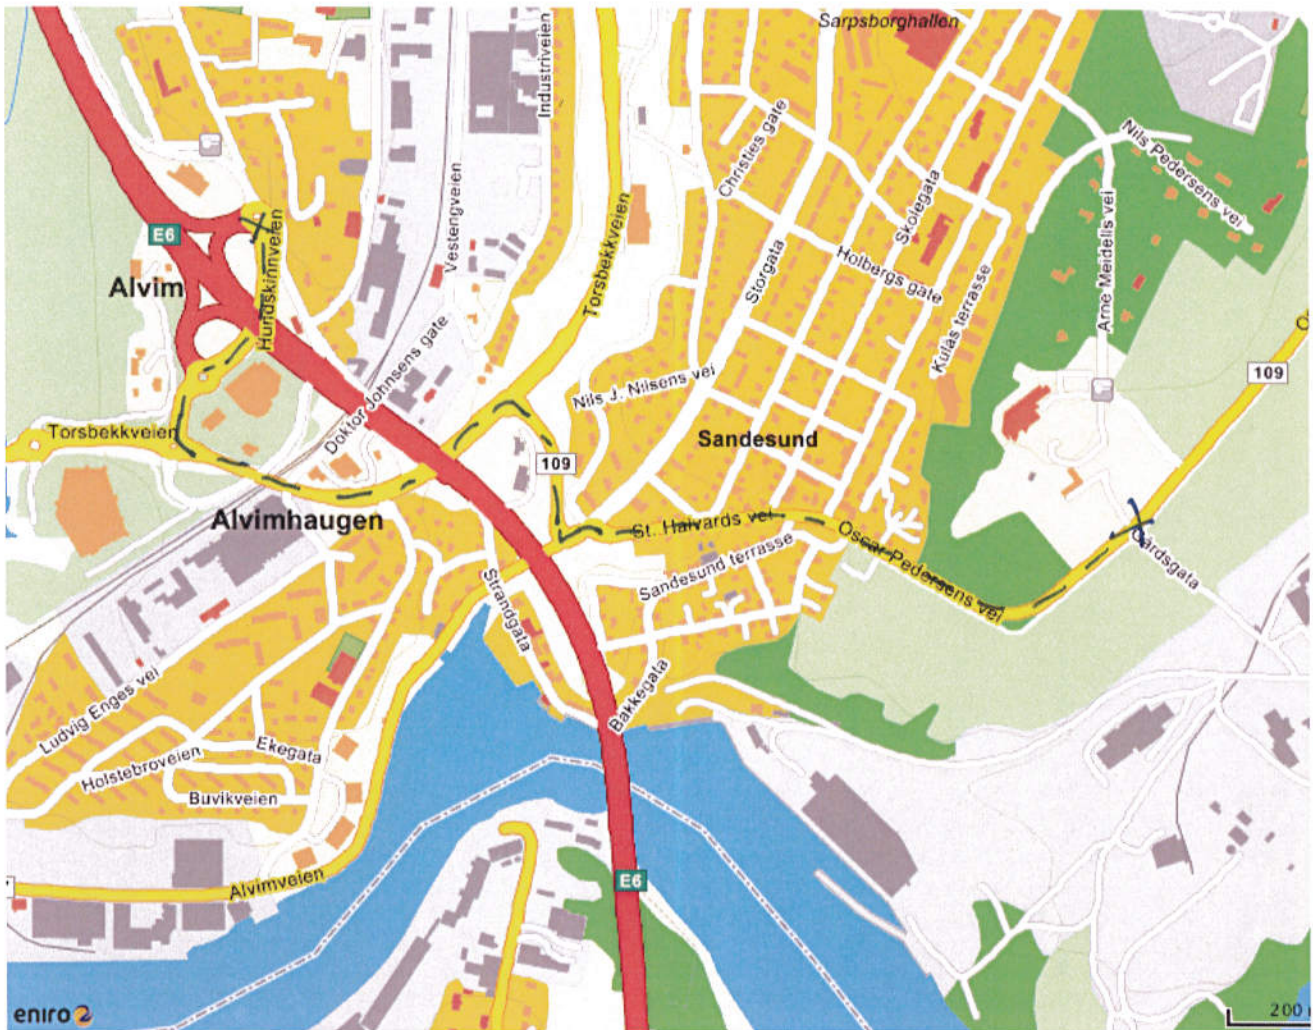 Sarpsborghallen
Industriveien
Christies gate
Nils Pedersens vei
Vestengveien
Torsbekkveien
Skolegata
Arne Meidells vei
E6
Hundskinnveien
Storgata
Holbergs gate
Alvim
Kulås terrasse
Doktor Johnsens gate
109
Nils J. Nilsens vei
Torsbekkveien
Sandesund
109
Alvimhaugen
St. Halvards vei
Oscar Pedersens vei
Gårdsgata
Sandesund terrasse
Strandgata
Ludvig Enges vei
Bakkegata
Holstebroveien
Ekegata
Buvikveien
Alvimveien
E6
eniro
200